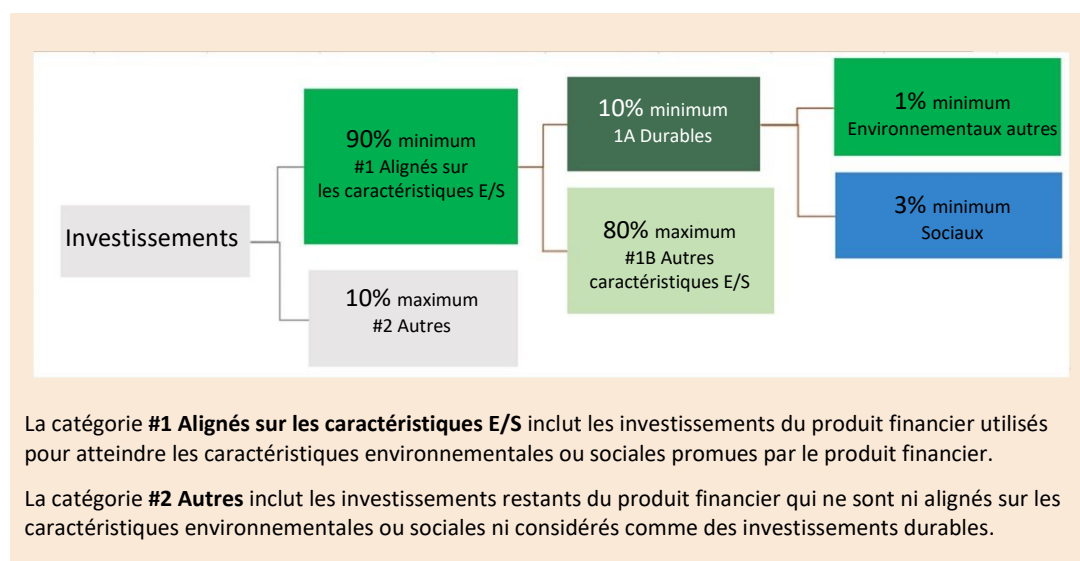 Investissements
90% minimum
#1 Alignés sur
les caractéristiques E/S
10% maximum
#2 Autres
10% minimum
1A Durables
80% maximum
#1B Autres
caractéristiques E/S
1% minimum
Environnementaux autres
3% minimum
Sociaux
La catégorie #1 Alignés sur les caractéristiques E/S inclut les investissements du produit financier utilisés
pour atteindre les caractéristiques environnementales ou sociales promues par le produit financier.
La catégorie #2 Autres inclut les investissements restants du produit financier qui ne sont ni alignés sur les
caractéristiques environnementales ou sociales ni considérés comme des investissements durables.